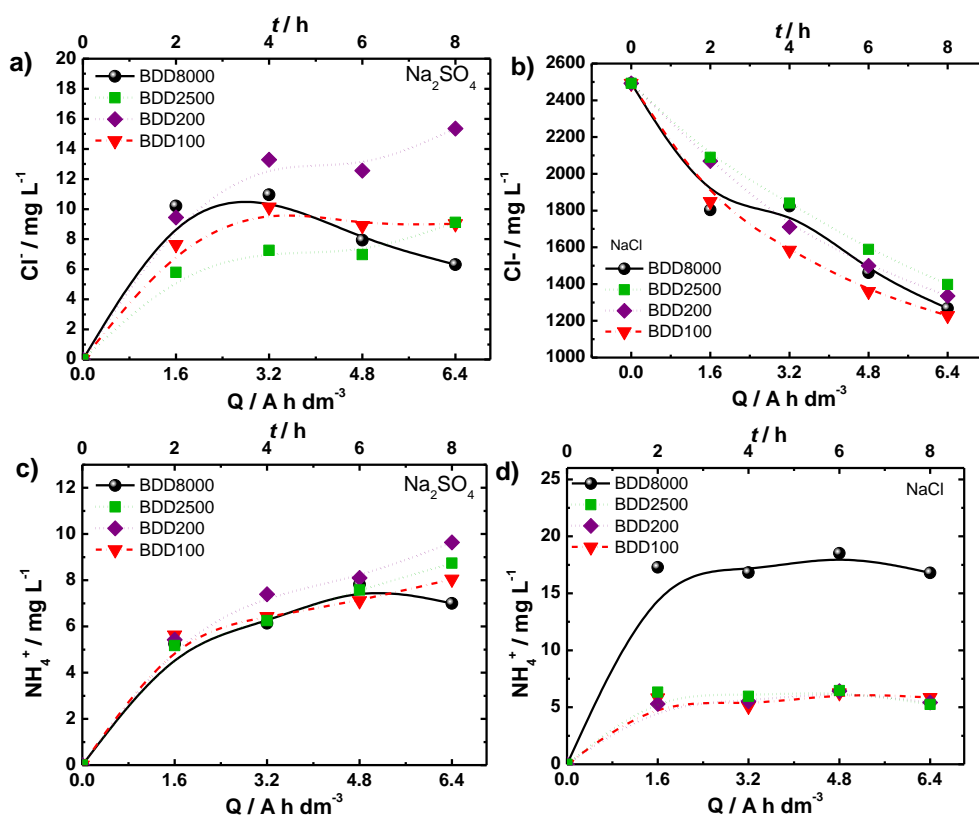 t / h
0 2 4 6 8
a)
Na₂SO₄
BDD8000
BDD2500
BDD200
BDD100
Cl⁻ / mg L⁻¹
20
18
16
14
12
10
8
6
4
2
0
0.0 1.6 3.2 4.8 6.4
Q / A h dm⁻³
t / h
0 2 4 6 8
b)
NaCl
BDD8000
BDD2500
BDD200
BDD100
Cl- / mg L⁻¹
2600
2400
2200
2000
1800
1600
1400
1200
1000
0.0 1.6 3.2 4.8 6.4
Q / A h dm⁻³
t / h
0 2 4 6 8
c)
Na₂SO₄
BDD8000
BDD2500
BDD200
BDD100
NH₄⁺ / mg L⁻¹
12
10
8
6
4
2
0
0.0 1.6 3.2 4.8 6.4
Q / A h dm⁻³
t / h
0 2 4 6 8
d)
NaCl
BDD8000
BDD2500
BDD200
BDD100
NH₄⁺ / mg L⁻¹
25
20
15
10
5
0
0.0 1.6 3.2 4.8 6.4
Q / A h dm⁻³